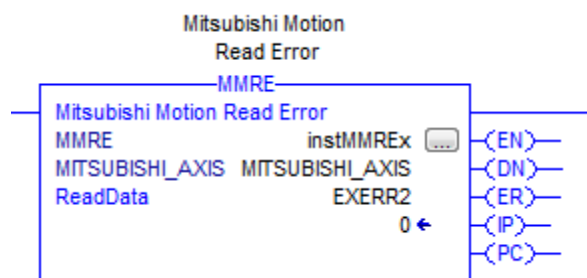 Mitsubishi Motion
Read Error
MMRE
Mitsubishi Motion Read Error
MMRE instMMREx ... (EN)
MITSUBISHI_AXIS MITSUBISHI_AXIS (DN)
ReadData EXERR2 (ER)
0 (IP)
(PC)